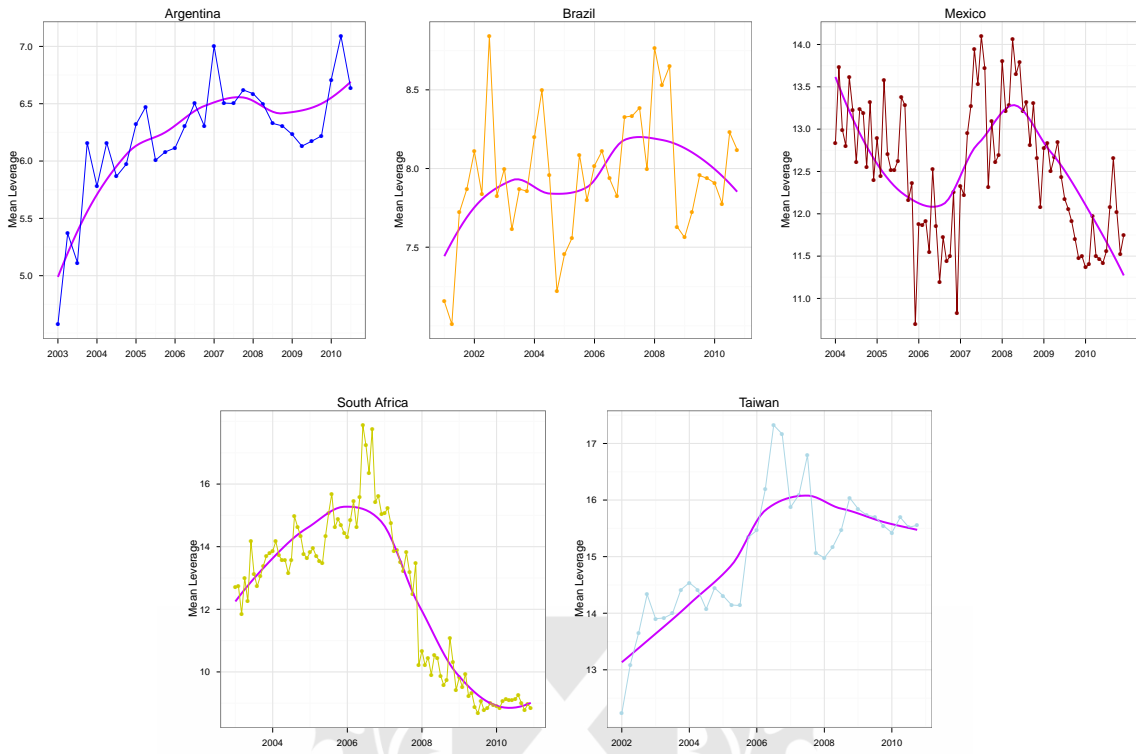 Argentina
Mean Leverage
7.0
6.5
6.0
5.5
5.0
2003 2004 2005 2006 2007 2008 2009 2010
Brazil
Mean Leverage
8.5
8.0
7.5
2002 2004 2006 2008 2010
Mexico
Mean Leverage
14.0
13.5
13.0
12.5
12.0
11.5
11.0
2004 2005 2006 2007 2008 2009 2010
South Africa
Mean Leverage
16
14
12
10
2004 2006 2008 2010
Taiwan
Mean Leverage
17
16
15
14
13
2002 2004 2006 2008 2010